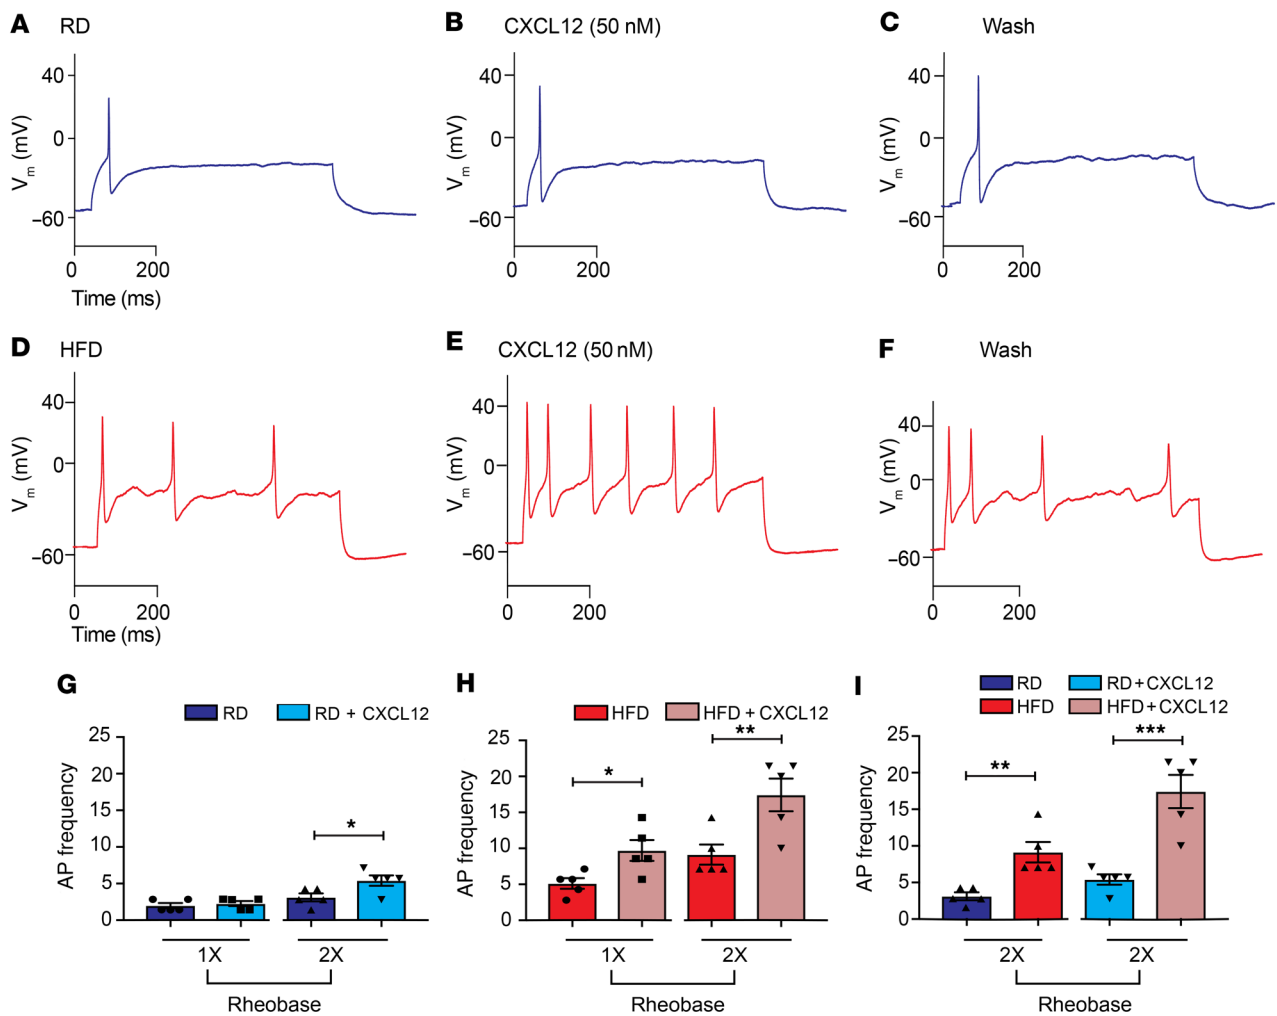 A RD
B CXCL12 (50 nM)
C Wash
40
0
–60
Vm (mV)
0 200
Time (ms)
40
0
–60
Vm (mV)
0 200
40
0
–60
Vm (mV)
0 200
D HFD
E CXCL12 (50 nM)
F Wash
40
0
–60
Vm (mV)
0 200
Time (ms)
40
0
–60
Vm (mV)
0 200
40
0
–60
Vm (mV)
0 200
G
RD RD + CXCL12
25
20
15
10
5
0
AP frequency
*
1X 2X
Rheobase
H
HFD HFD + CXCL12
25
20
15
10
5
0
AP frequency
* **
1X 2X
Rheobase
I
RD RD+CXCL12
HFD HFD+CXCL12
25
20
15
10
5
0
AP frequency
** ***
2X 2X
Rheobase